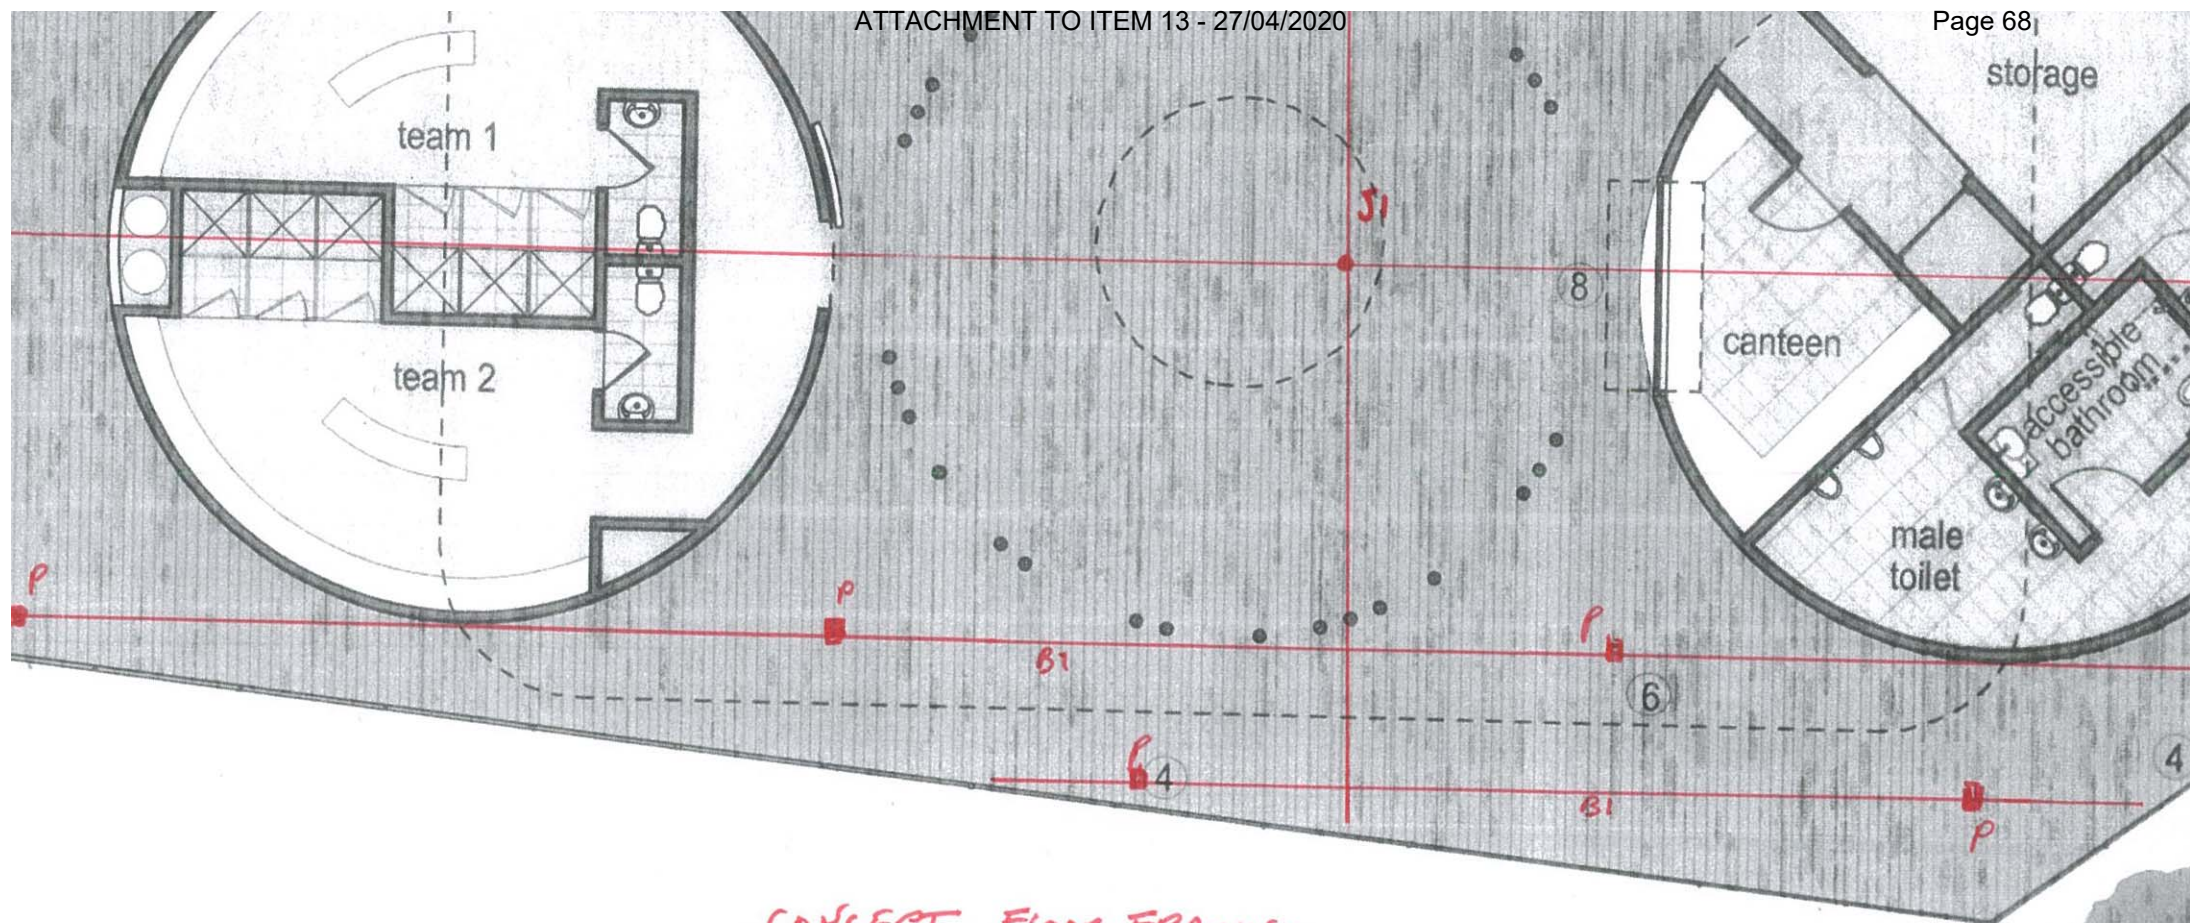 ATTACHMENT TO ITEM 13 - 27/04/2020
Page 68
storage
team 1
J1
8
canteen
accessible
bathroom
team 2
male
toilet
P
P
P
B1
6
P
4
4
B1
P
CONCEPT